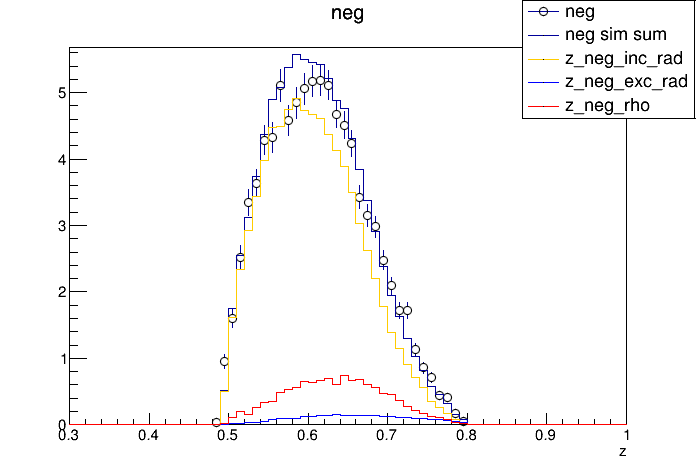 neg
neg
neg sim sum
z_neg_inc_rad
z_neg_exc_rad
z_neg_rho
5
4
3
2
1
0
0.3 0.4 0.5 0.6 0.7 0.8 0.9 1
z